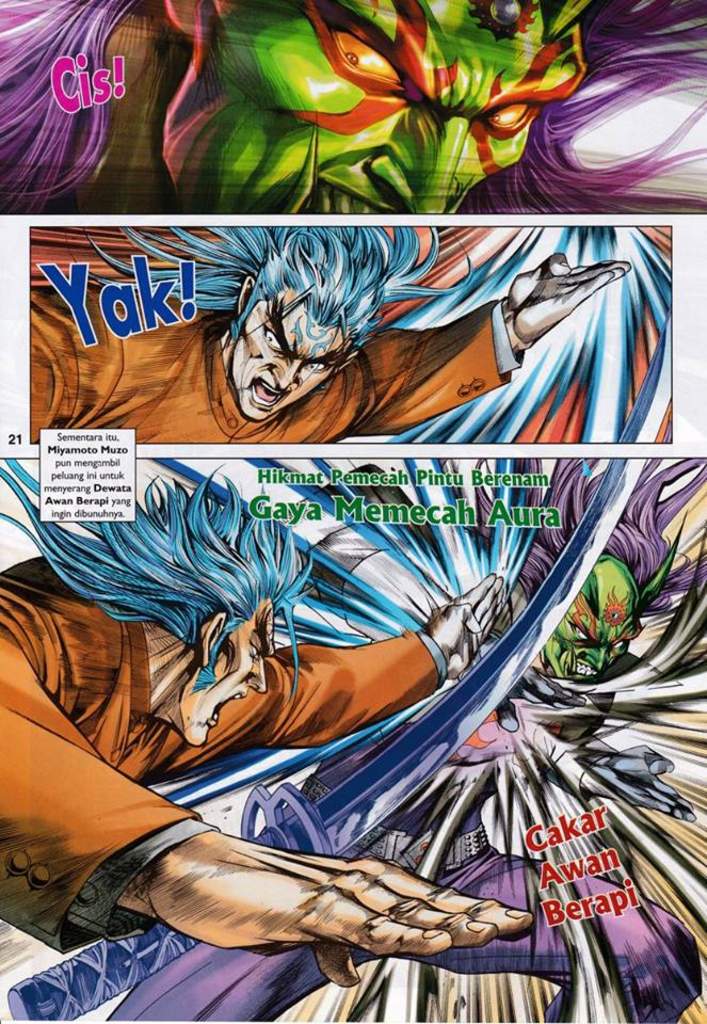 Cis!
Yak!
21
Sementara itu,
Miyamoto Muzo
pun mengambil
peluang ini untuk
menyerang Dewata
Awan Berapi yang
ingin dibunuhnya.
Hikmat Pemecah Pintu Berenam
Gaya Memecah Aura
Cakar
Awan
Berapi